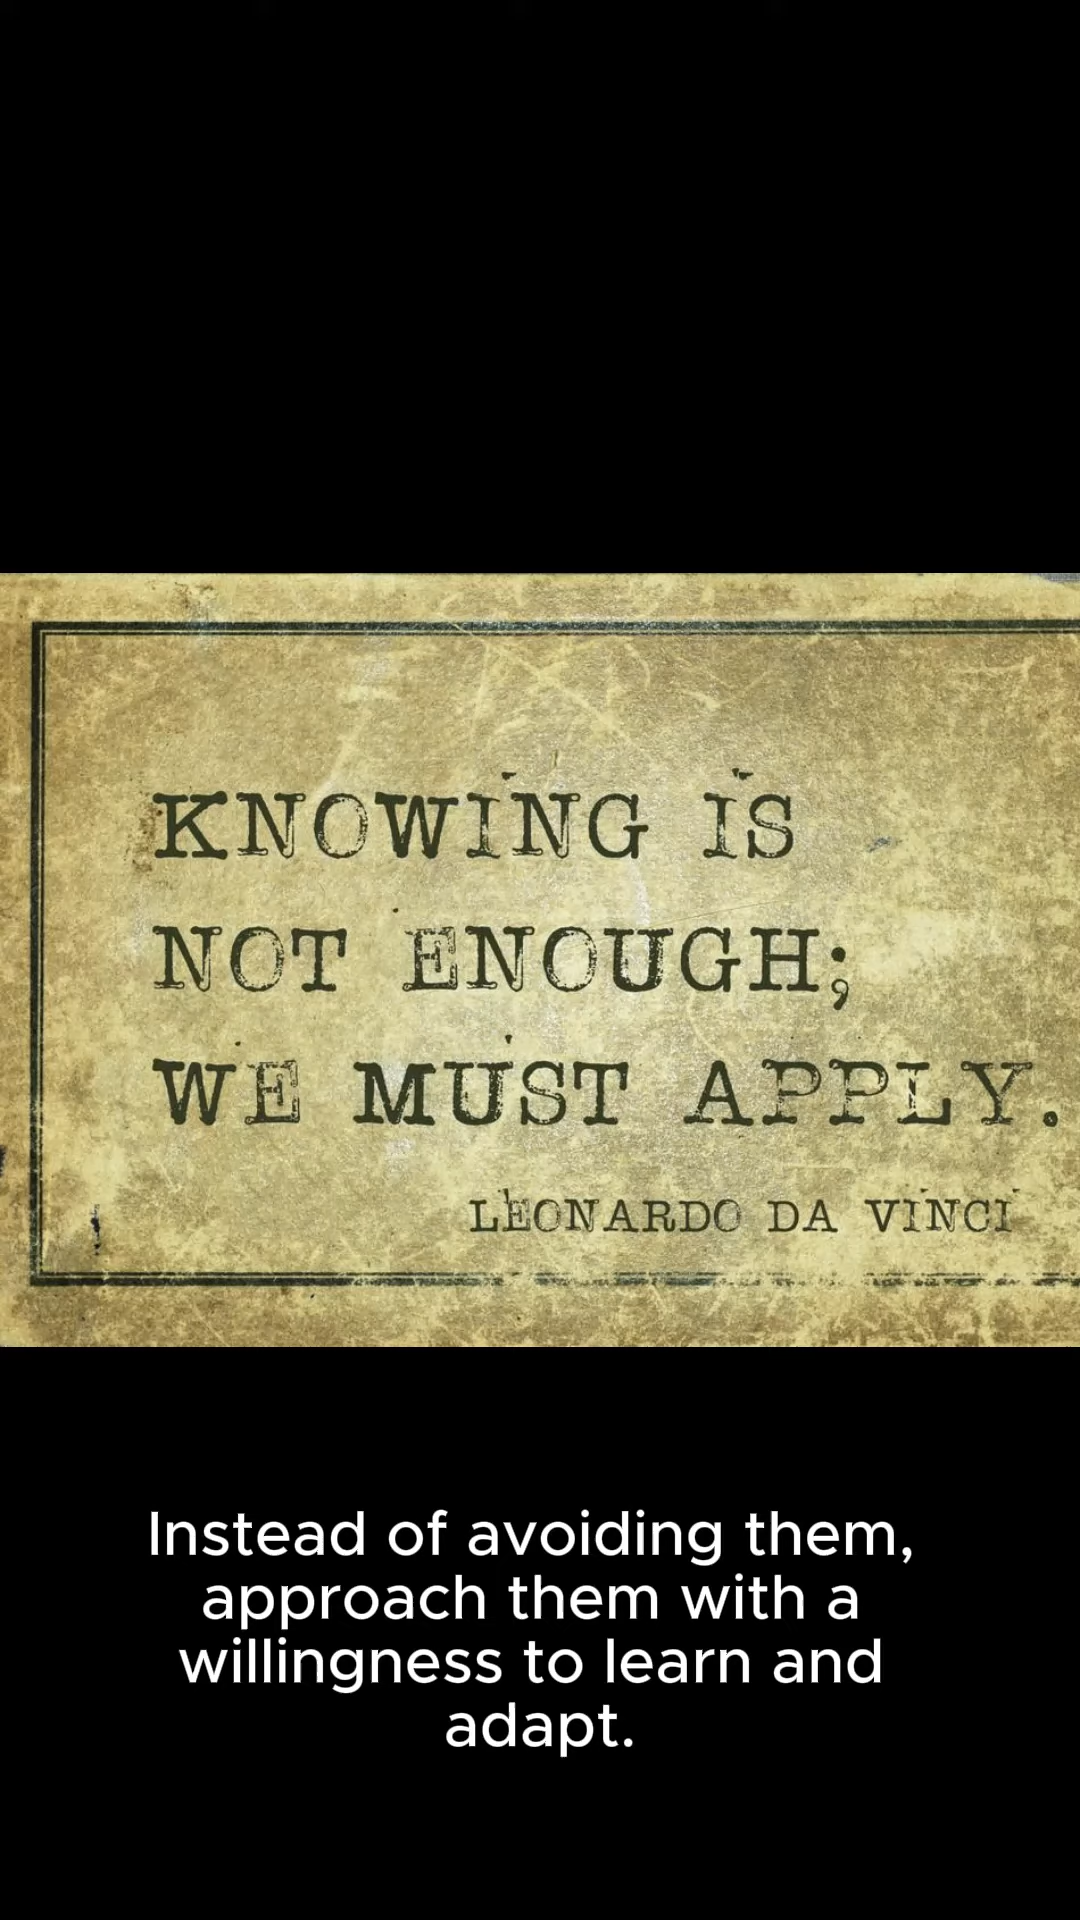 KNOWING IS
NOT ENOUGH;
WE MUST APPLY.
LEONARDO DA VINCI
Instead of avoiding them,
approach them with a
willingness to learn and
adapt.